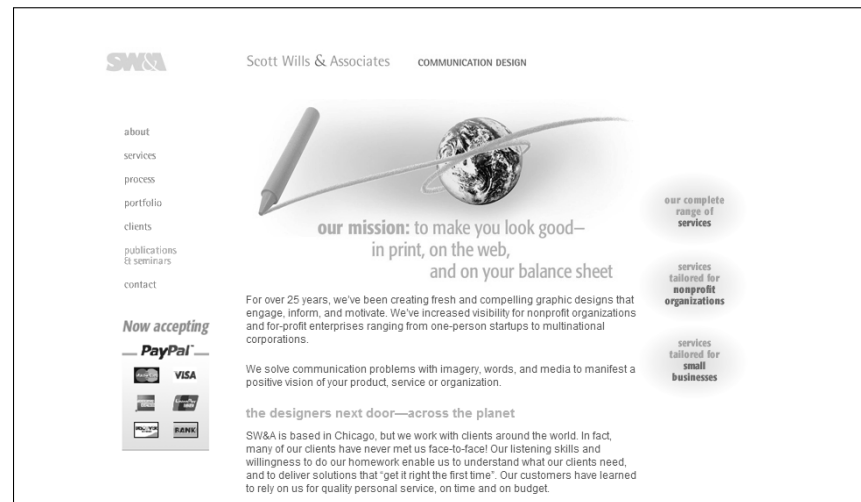 SW&A
Scott Wills & Associates COMMUNICATION DESIGN
about
services
process
portfolio
clients
publications
& seminars
contact
Now accepting
PayPal
MasterCard
VISA
BANK
our mission: to make you look good—
in print, on the web,
and on your balance sheet
For over 25 years, we've been creating fresh and compelling graphic designs that
engage, inform, and motivate. We've increased visibility for nonprofit organizations
and for-profit enterprises ranging from one-person startups to multinational
corporations.
We solve communication problems with imagery, words, and media to manifest a
positive vision of your product, service or organization.
the designers next door—across the planet
SW&A is based in Chicago, but we work with clients around the world. In fact,
many of our clients have never met us face-to-face! Our listening skills and
willingness to do our homework enable us to understand what our clients need,
and to deliver solutions that “get it right the first time”. Our customers have learned
to rely on us for quality personal service, on time and on budget.
our complete
range of
services
services
tailored for
nonprofit
organizations
services
tailored for
small
businesses